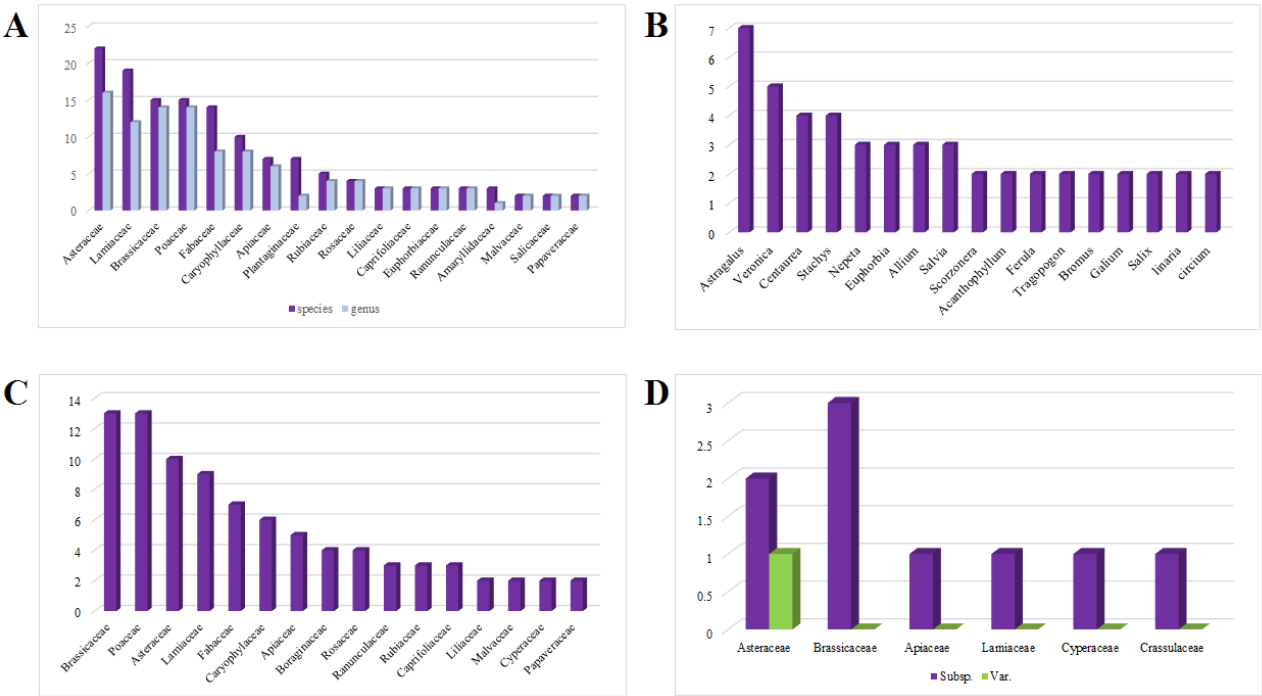 A
25
20
15
10
5
0
Asteraceae
Lamiaceae
Brassicaceae
Poaceae
Fabaceae
Caryophyllaceae
Apiaceae
Plantaginaceae
Rubiaceae
Rosaceae
Liliaceae
Caprifoliaceae
Euphorbiaceae
Ranunculaceae
Amaryllidaceae
Malvaceae
Salicaceae
Papaveraceae
species genus
B
7
6
5
4
3
2
1
0
Astragalus
Veronica
Centaurea
Stachys
Nepeta
Euphorbia
Allium
Salvia
Scorzonera
Acanthophyllum
Ferula
Tragopogon
Bromus
Galium
Salix
linaria
circium
C
14
12
10
8
6
4
2
0
Brassicaceae
Poaceae
Asteraceae
Lamiaceae
Fabaceae
Caryophylaceae
Apiaceae
Boraginaceae
Rosaceae
Ranunculaceae
Rubiaceae
Caprifoliaceae
Liliaceae
Malvaceae
Cyperaceae
Papaveraceae
D
3
2.5
2
1.5
1
0.5
0
Asteraceae Brassicaceae Apiaceae Lamiaceae Cyperaceae Crassulaceae
Subsp. Var.